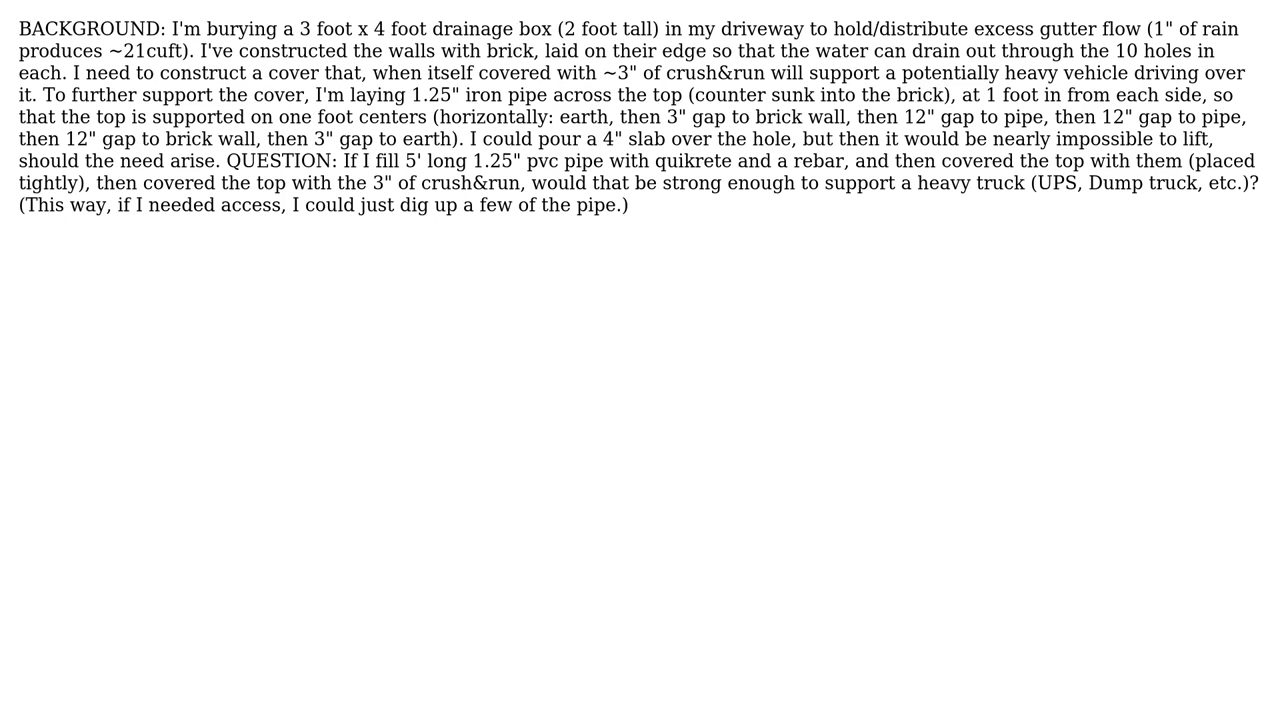 BACKGROUND: I'm burying a 3 foot x 4 foot drainage box (2 foot tall) in my driveway to hold/distribute excess gutter flow (1" of rain
produces ~21cuft). I've constructed the walls with brick, laid on their edge so that the water can drain out through the 10 holes in
each. I need to construct a cover that, when itself covered with ~3" of crush&run will support a potentially heavy vehicle driving over
it. To further support the cover, I'm laying 1.25" iron pipe across the top (counter sunk into the brick), at 1 foot in from each side, so
that the top is supported on one foot centers (horizontally: earth, then 3" gap to brick wall, then 12" gap to pipe, then 12" gap to pipe,
then 12" gap to brick wall, then 3" gap to earth). I could pour a 4" slab over the hole, but then it would be nearly impossible to lift,
should the need arise. QUESTION: If I fill 5' long 1.25" pvc pipe with quikrete and a rebar, and then covered the top with them (placed
tightly), then covered the top with the 3" of crush&run, would that be strong enough to support a heavy truck (UPS, Dump truck, etc.)?
(This way, if I needed access, I could just dig up a few of the pipe.)